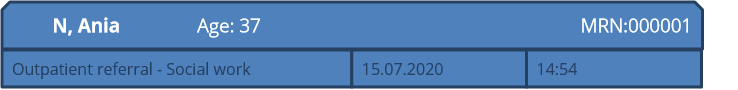 N, Ania Age: 37 MRN:000001
Outpatient referral - Social work 15.07.2020 14:54